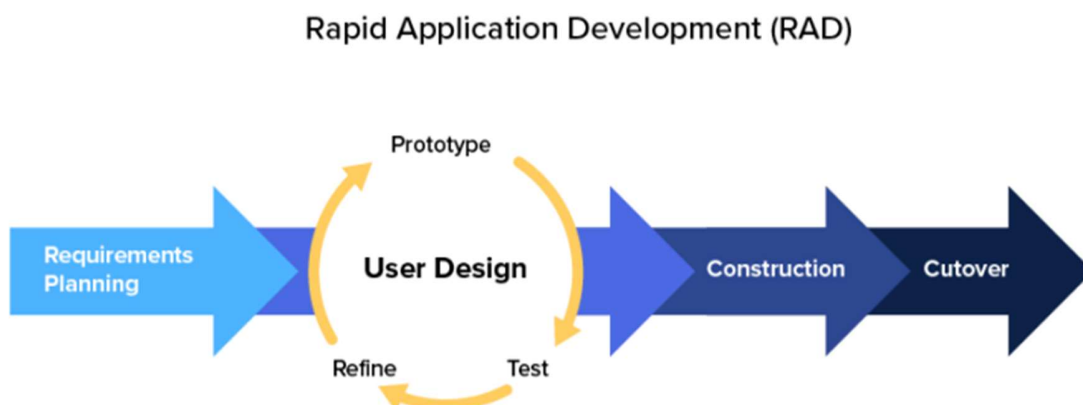 Rapid Application Development (RAD)
Prototype
Requirements
Planning
User Design
Construction
Cutover
Refine
Test